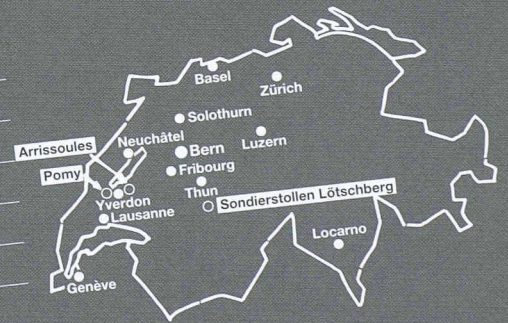 Basel
Zürich
Solothurn
Arrissoules
Neuchâtel
Luzern
Bern
Pomy
Fribourg
Thun
Yverdon
Sondierstollen Lötschberg
Lausanne
Locarno
Genève